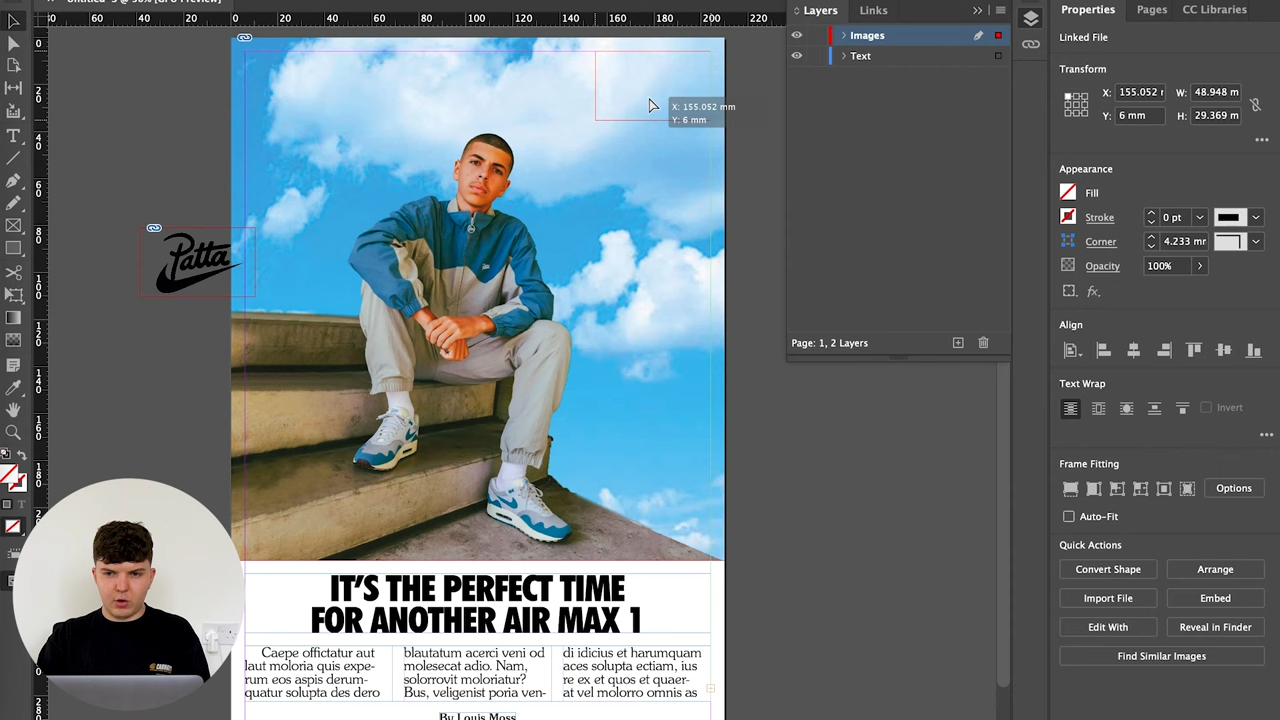 Layers
Links
Properties
Pages
CC Libraries
60
40
20
0
20
40
60
80
100
120
140
160
180
200
220
Images
Text
Linked File
Transform
X: 155.052 r
W: 48.948 m
Y: 6 mm
H: 29.369 m
X: 155.052 mm
Y: 6 mm
Appearance
Fill
Stroke
0 pt
Corner
4.233 mr
Opacity
100%
fx.
Patta
Align
Page: 1, 2 Layers
Text Wrap
Invert
Frame Fitting
Options
Auto-Fit
Quick Actions
Convert Shape
Arrange
Import File
Embed
Edit With
Reveal in Finder
Find Similar Images
IT'S THE PERFECT TIME
FOR ANOTHER AIR MAX 1
Caepe offictatur aut
laut moloria quis expe-
rum eos aspis derum-
quatur solupta des dero
blautatum acerci veni od
molesecat adio. Nam,
solorrovit moloriatur?
Bus, veligenist poria ven-
di idicius et harumquam
aces solupta ectiam, ius
re ex et quos et quaer-
at vel molorro omnis as
By Louis Moss